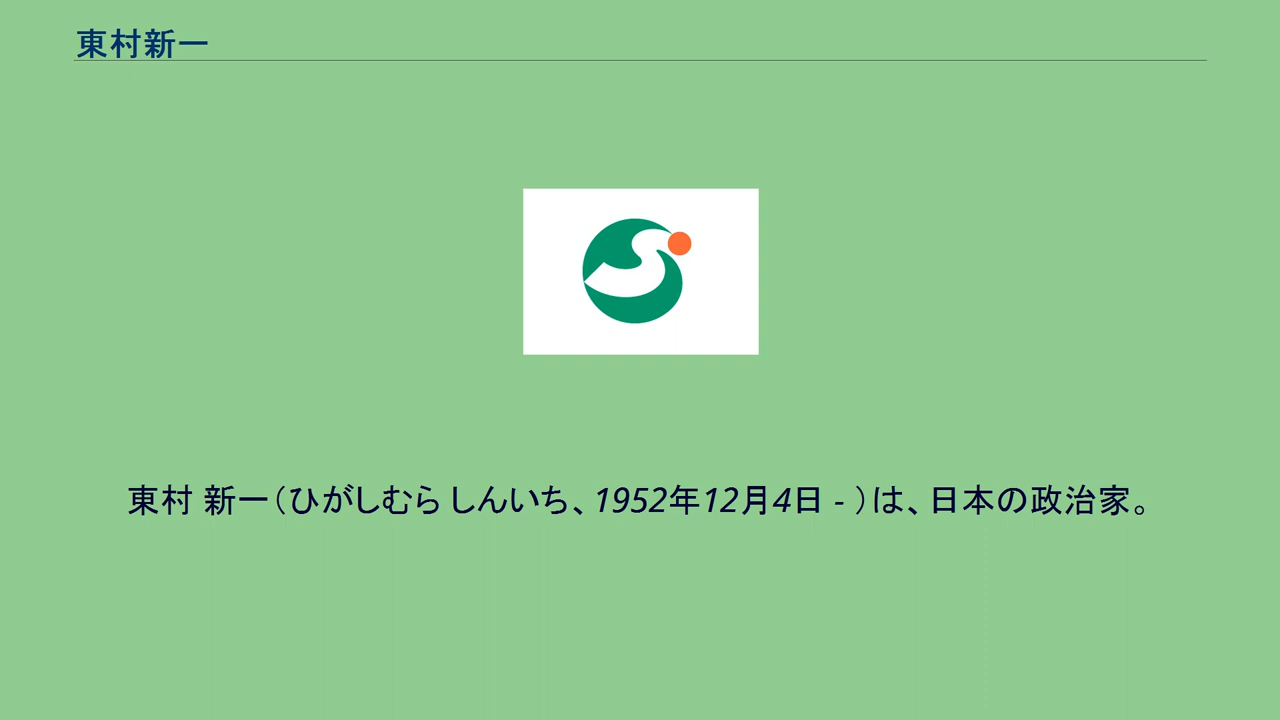 東村新一
東村 新一（ひがしむら しんいち、1952年12月4日 - ）は、日本の政治家。